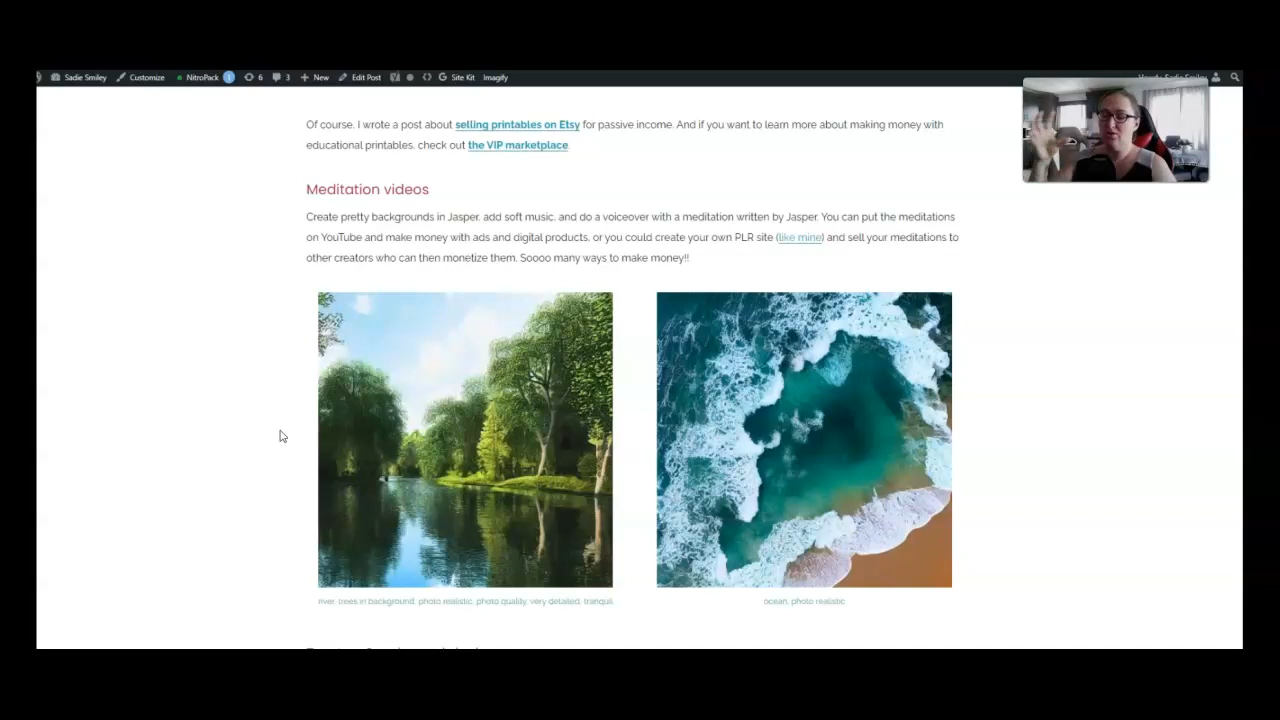 Sadie Smiley Customize NitroPack 1 6 3 New Edit Post Site Kit Imagify
Howdy, Sadie Smiley
Of course, I wrote a post about selling printables on Etsy for passive income. And if you want to learn more about making money with
educational printables, check out the VIP marketplace.
Meditation videos
Create pretty backgrounds in Jasper, add soft music, and do a voiceover with a meditation written by Jasper. You can put the meditations
on YouTube and make money with ads and digital products, or you could create your own PLR site (like mine) and sell your meditations to
other creators who can then monetize them. Soooo many ways to make money!!
river, trees in background, photo realistic, photo quality, very detailed, tranquil
ocean, photo realistic